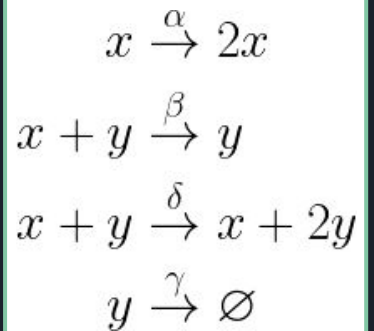 x →^α 2x
x + y →^β y
x + y →^δ x + 2y
y →^γ ∅